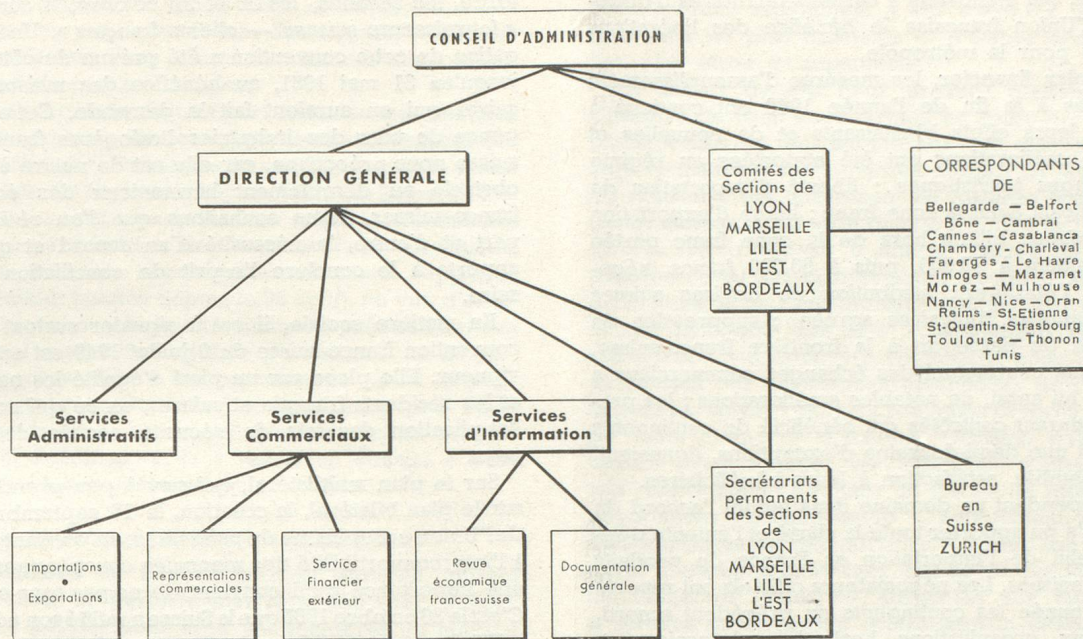 CONSEIL D'ADMINISTRATION
DIRECTION GÉNÉRALE
Comités des
Sections de
LYON
MARSEILLE
LILLE
L'EST
BORDEAUX
CORRESPONDANTS
DE
Bellegarde — Belfort
Bône — Cambrai
Cannes — Casablanca
Chambéry - Charleval
Faverges - Le Havre
Limoges — Mazamet
Morez — Mulhouse
Nancy — Nice — Oran
Reims - St-Etienne
St-Quentin - Strasbourg
Toulouse — Thonon
Tunis
Services
Administratifs
Services
Commerciaux
Services
d'Information
Importations
•
Exportations
Représentations
commerciales
Service
Financier
extérieur
Revue
économique
franco-suisse
Documentation
générale
Secrétariats
permanents
des Sections
de
LYON
MARSEILLE
LILLE
L'EST
BORDEAUX
Bureau
en
Suisse
ZURICH